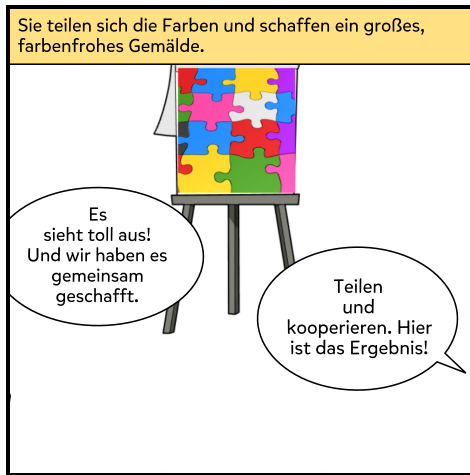 Sie teilen sich die Farben und schaffen ein großes,
farbenfrohes Gemälde.
Es
sieht toll aus!
Und wir haben es
gemeinsam
geschafft.
Teilen
und
kooperieren. Hier
ist das Ergebnis!